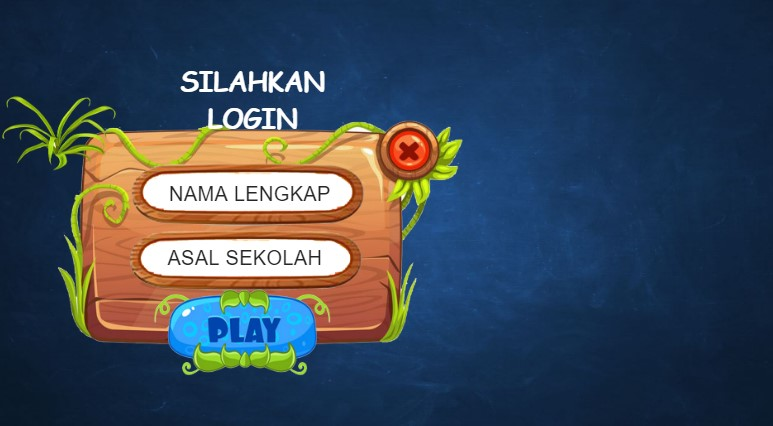 SILAHKAN
LOGIN
NAMA LENGKAP
ASAL SEKOLAH
PLAY